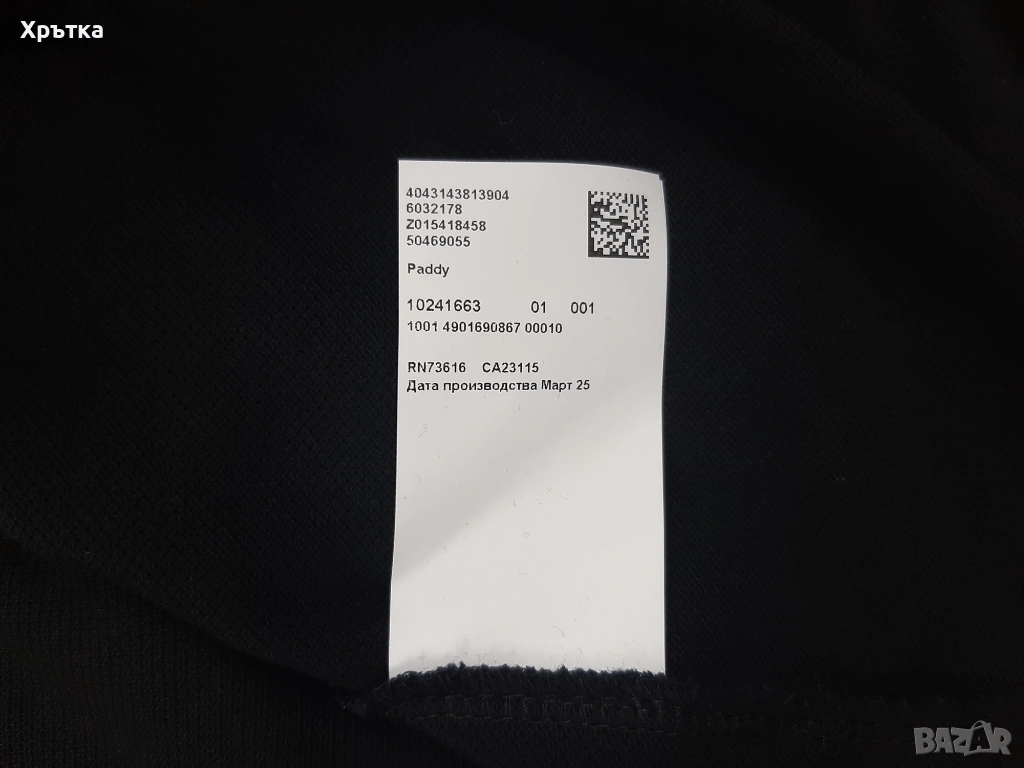 Хрътка
4043143813904
6032178
Z015418458
50469055
Paddy
10241663 01 001
1001 4901690867 00010
RN73616 CA23115
Дата производства Март 25
BAZAR